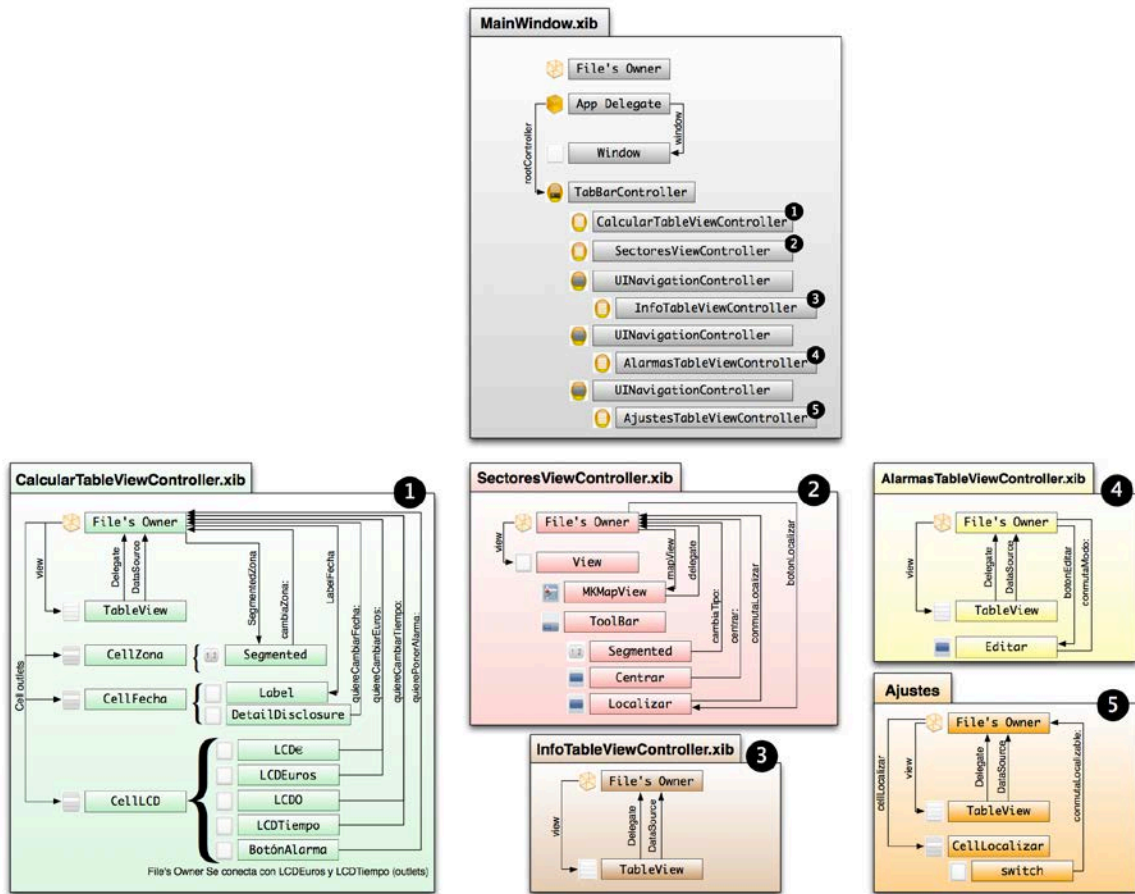 MainWindow.xib
File's Owner
App Delegate
rootController
window
Window
TabBarController
CalcularTableViewController
1
SectoresViewController
2
UINavigationController
InfoTableViewController
3
UINavigationController
AlarmasTableViewController
4
UINavigationController
AjustesTableViewController
5
CalcularTableViewController.xib
1
File's Owner
view
Delegate
DataSource
SegmentedZona
cambiaZona:
LabelFecha
quiereCambiarFecha:
quiereCambiarEuros:
quiereCambiarTiempo:
quierePonerAlarma:
TableView
Cell outlets
CellZona
Segmented
CellFecha
Label
DetailDisclosure
CellLCD
LCD€
LCDEuros
LCDO
LCDTiempo
BotónAlarma
File's Owner Se conecta con LCDEuros y LCDTiempo (outlets)
SectoresViewController.xib
2
File's Owner
view
mapView
delegate
cambiaTipo:
centrar:
conmutaLocalizar
botonLocalizar
View
MKMapView
ToolBar
Segmented
Centrar
Localizar
InfoTableViewController.xib
3
File's Owner
view
Delegate
DataSource
TableView
AlarmasTableViewController.xib
4
File's Owner
view
Delegate
DataSource
botonEditar
conmutaModo:
TableView
Editar
Ajustes
5
File's Owner
cellLocalizar
view
Delegate
DataSource
conmutaLocalizable:
TableView
CellLocalizar
switch